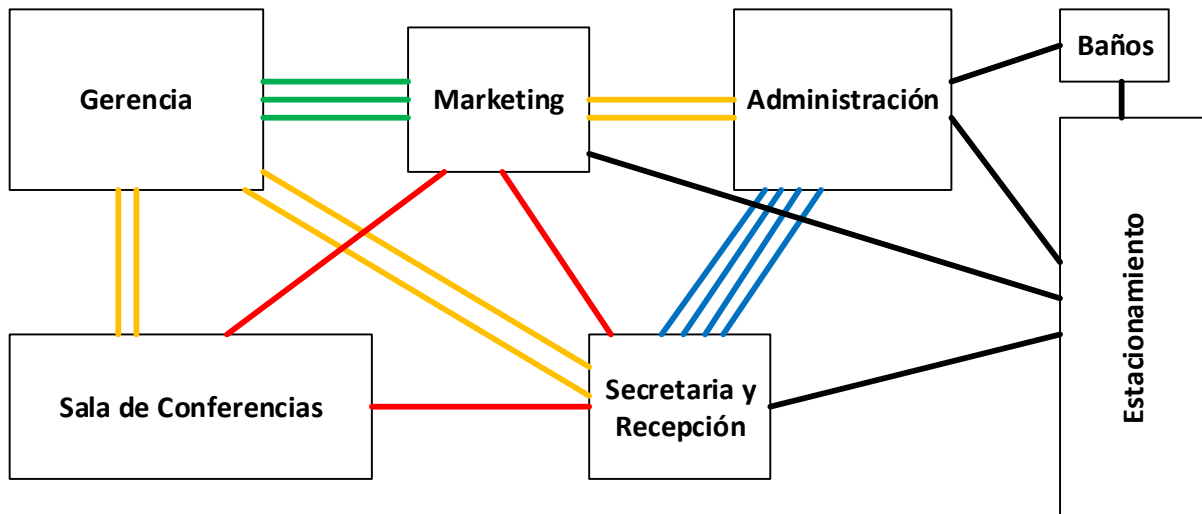 Gerencia
Marketing
Administración
Baños
Sala de Conferencias
Secretaria y
Recepción
Estacionamiento